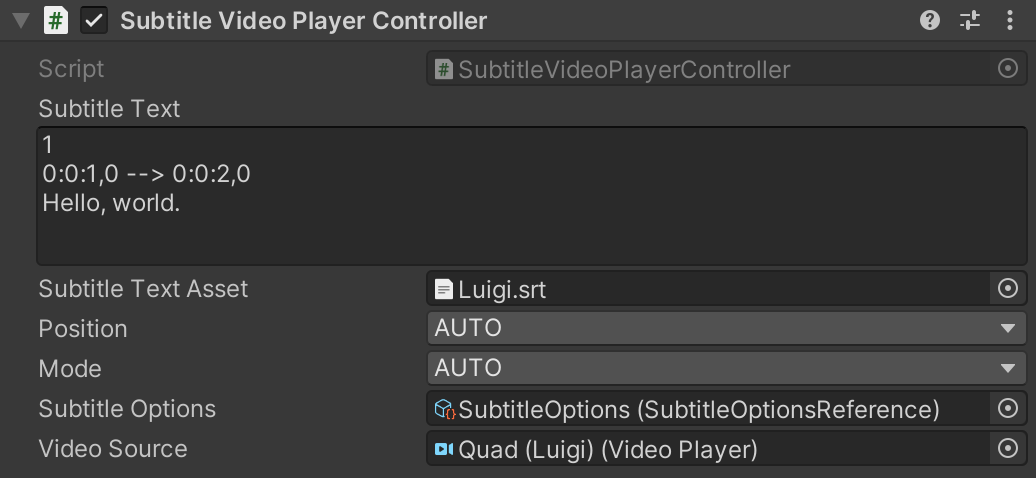 Subtitle Video Player Controller
Script
SubtitleVideoPlayerController
Subtitle Text
1
0:0:1,0 --> 0:0:2,0
Hello, world.
Subtitle Text Asset
Luigi.srt
Position
AUTO
Mode
AUTO
Subtitle Options
SubtitleOptions (SubtitleOptionsReference)
Video Source
Quad (Luigi) (Video Player)